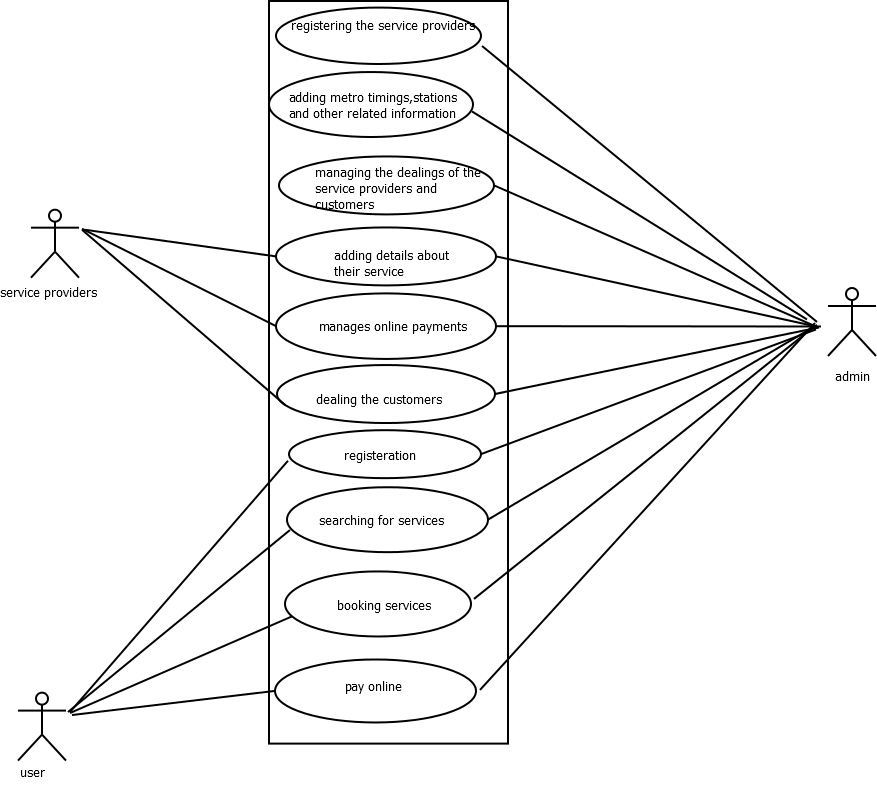 registering the service providers
adding metro timings,stations
and other related information
managing the dealings of the
service providers and
customers
adding details about
their service
service providers
manages online payments
admin
dealing the customers
registeration
searching for services
booking services
pay online
user